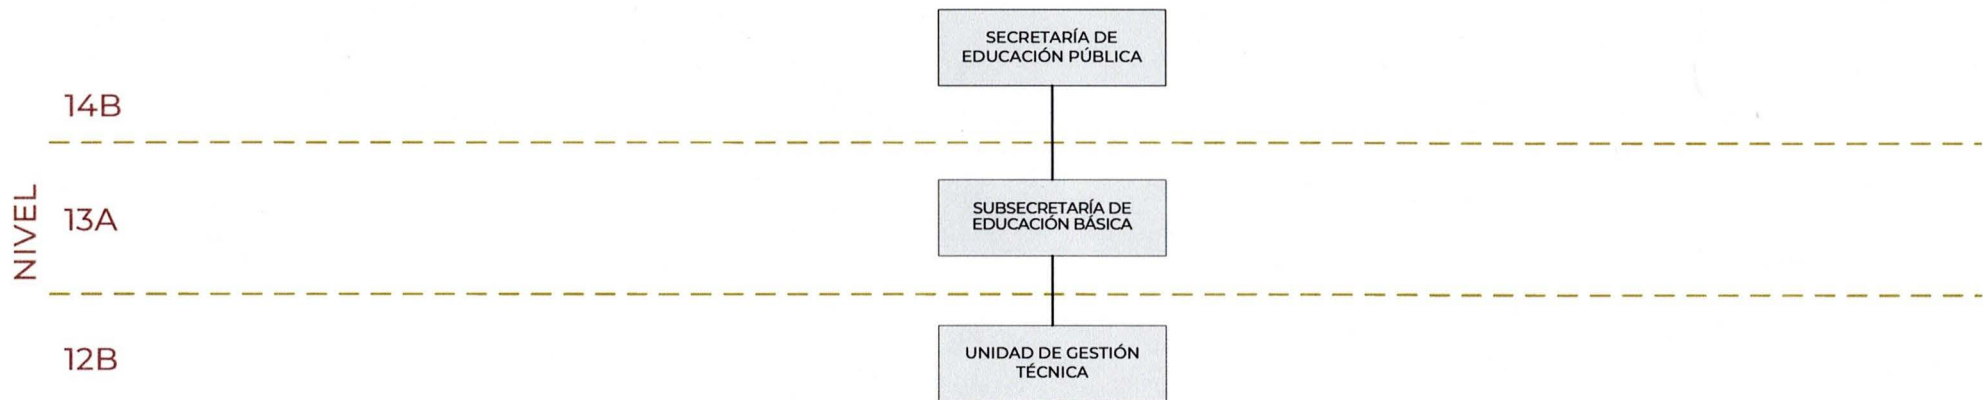 SECRETARÍA DE
EDUCACIÓN PÚBLICA
14B
NIVEL
13A
SUBSECRETARÍA DE
EDUCACIÓN BÁSICA
12B
UNIDAD DE GESTIÓN
TÉCNICA